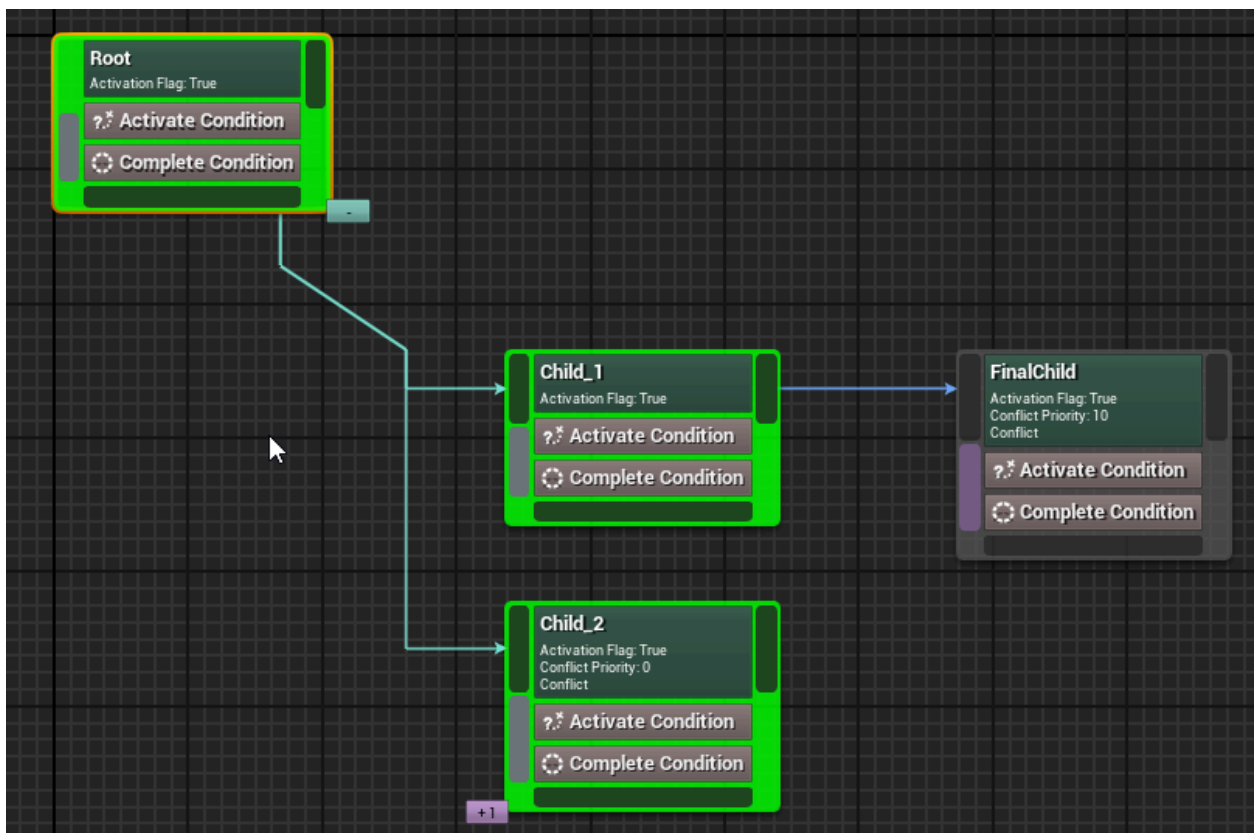 Root
Activation Flag: True
Activate Condition
Complete Condition
-
Child_1
Activation Flag: True
Activate Condition
Complete Condition
FinalChild
Activation Flag: True
Conflict Priority: 10
Conflict
Activate Condition
Complete Condition
Child_2
Activation Flag: True
Conflict Priority: 0
Conflict
Activate Condition
Complete Condition
+1